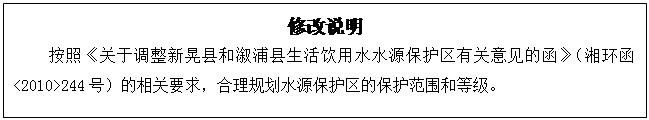 修改说明
按照《关于调整新晃县和溆浦县生活饮用水水源保护区有关意见的函》（湘环函
<2010>244号）的相关要求，合理规划水源保护区的保护范围和等级。